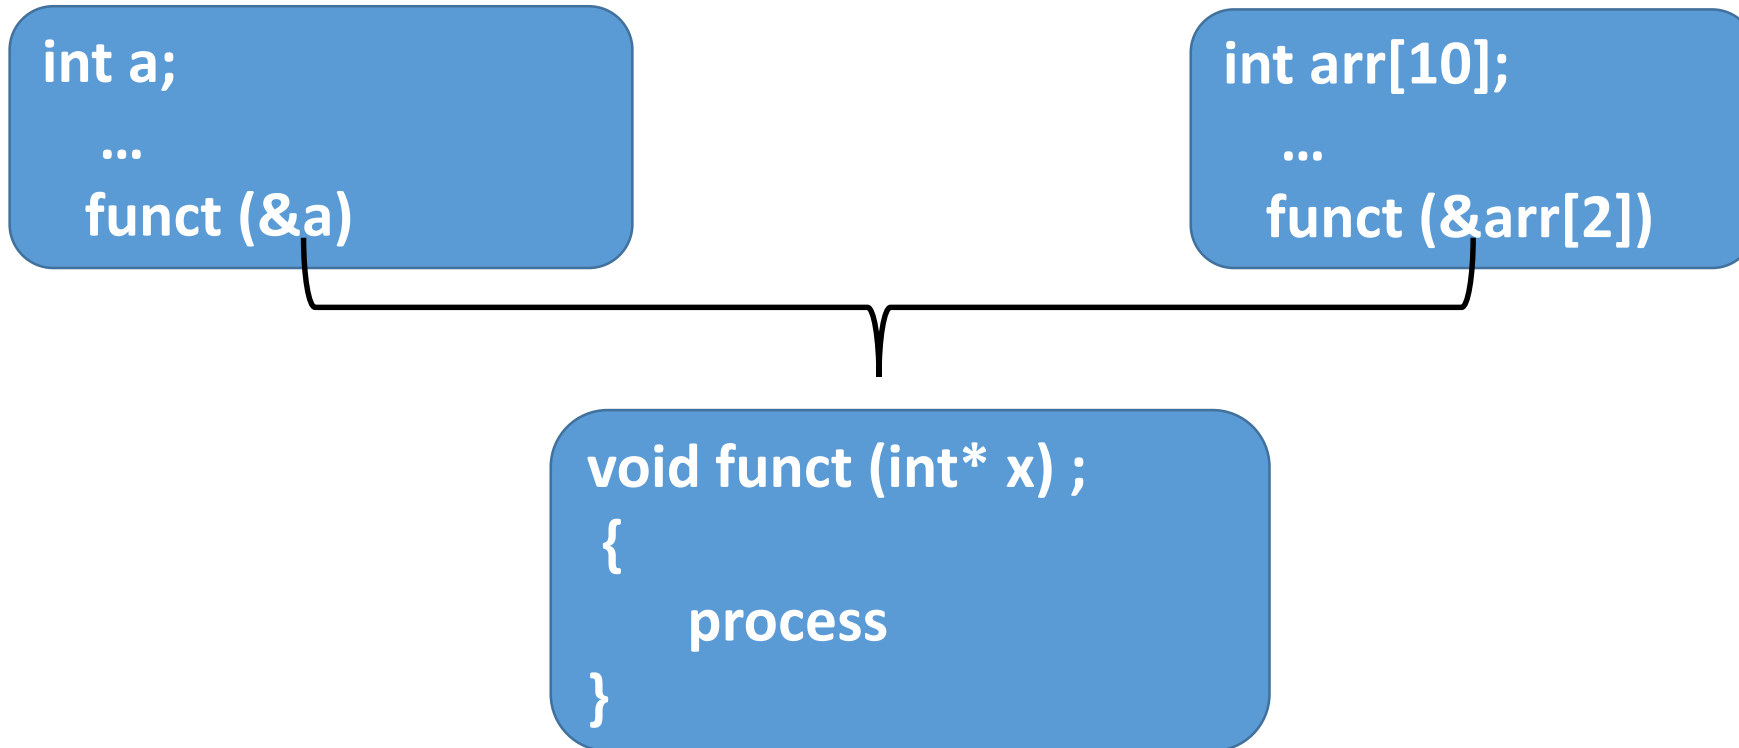 int a;
...
funct (&a)
int arr[10];
...
funct (&arr[2])
void funct (int* x) ;
{
process
}